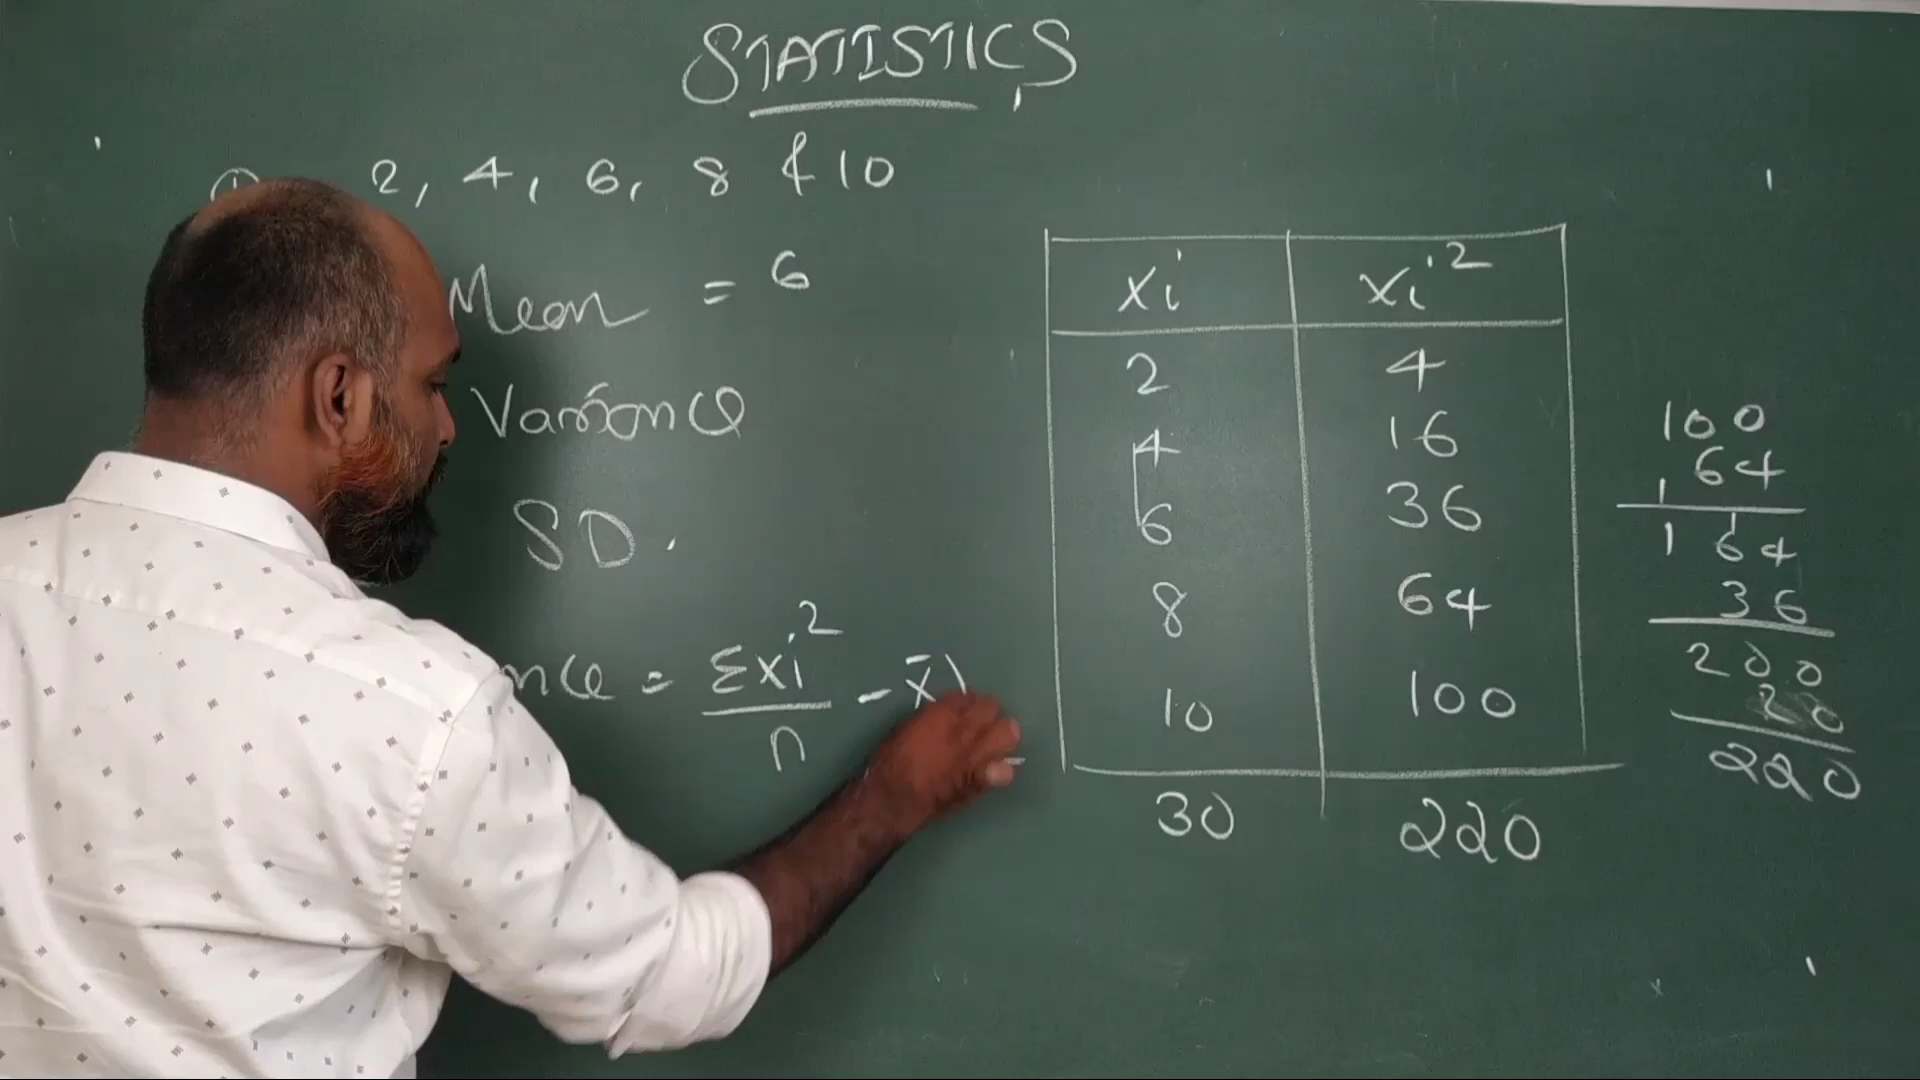 STATISTICS
① 2, 4, 6, 8 & 10
Mean = 6
Variance
SD.
nce = Σxi² / n - x̄
xi xi²
2 4
4 16
6 36
8 64
10 100
30 220
100
64
164
36
200
20
220